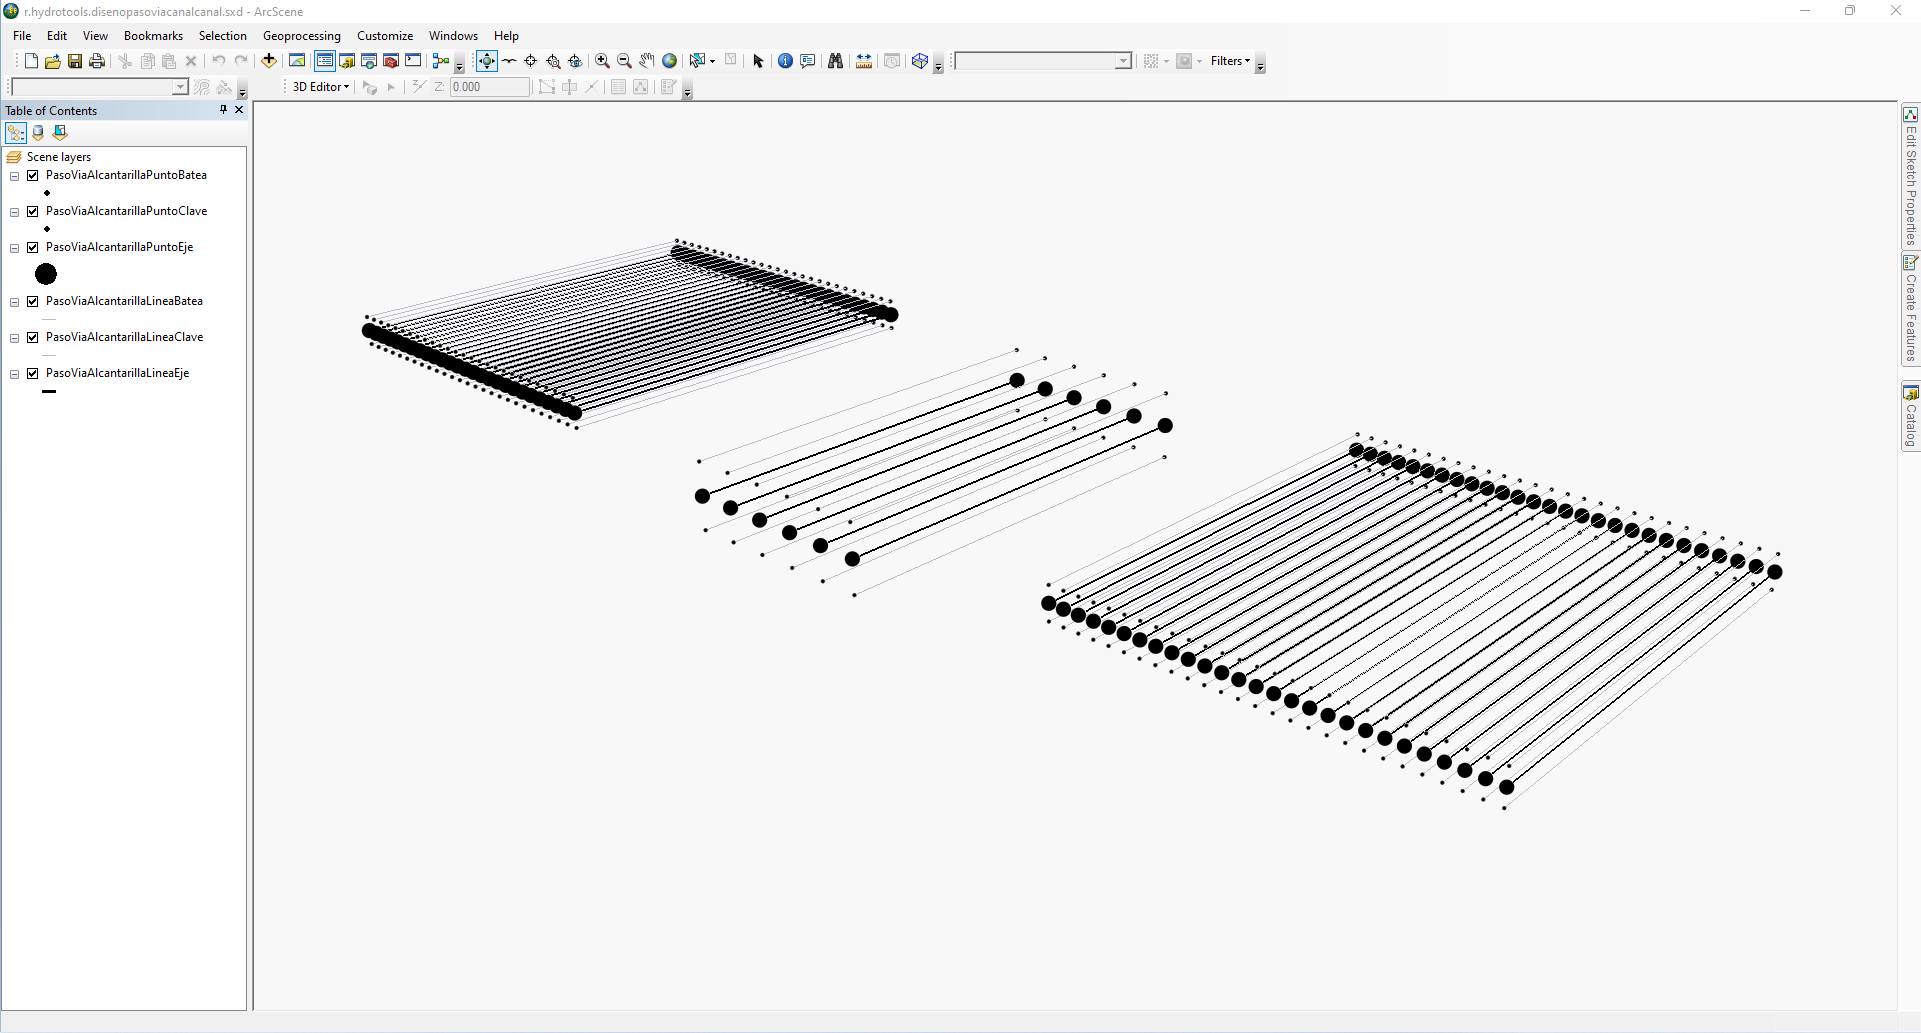 r.hydrotools.disenopasoviacanalcanal.sxd - ArcScene
File Edit View Bookmarks Selection Geoprocessing Customize Windows Help
Filters
3D Editor Z: 0.000
Table of Contents
Scene layers
PasoViaAlcantarillaPuntoBatea
PasoViaAlcantarillaPuntoClave
PasoViaAlcantarillaPuntoEje
PasoViaAlcantarillaLineaBatea
PasoViaAlcantarillaLineaClave
PasoViaAlcantarillaLineaEje
Edit Sketch Properties
Create Features
Catalog